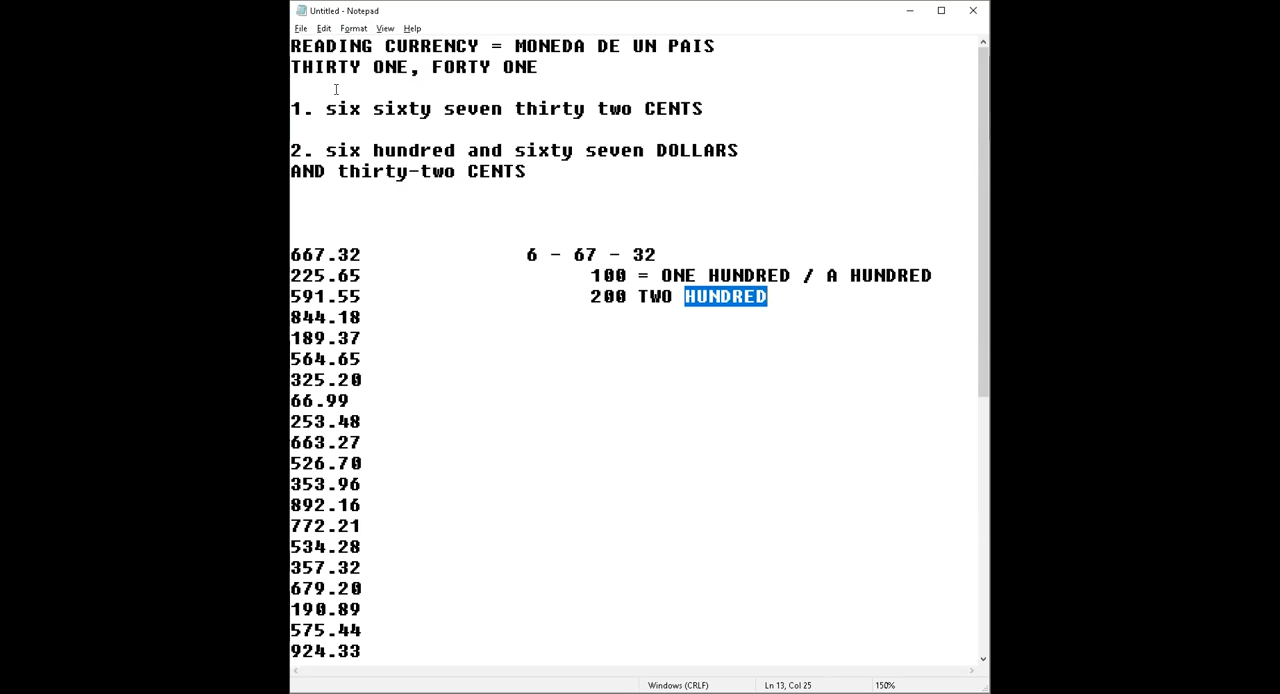 Untitled - Notepad
File Edit Format View Help
READING CURRENCY = MONEDA DE UN PAIS
THIRTY ONE, FORTY ONE
1. six sixty seven thirty two CENTS
2. six hundred and sixty seven DOLLARS
AND thirty-two CENTS
667.32 6 - 67 - 32
225.65 100 = ONE HUNDRED / A HUNDRED
591.55 200 TWO HUNDRED
844.18
189.37
564.65
325.20
66.99
253.48
663.27
526.70
353.96
892.16
772.21
534.28
357.32
679.20
190.89
575.44
924.33
Windows (CRLF) Ln 13, Col 25 150%